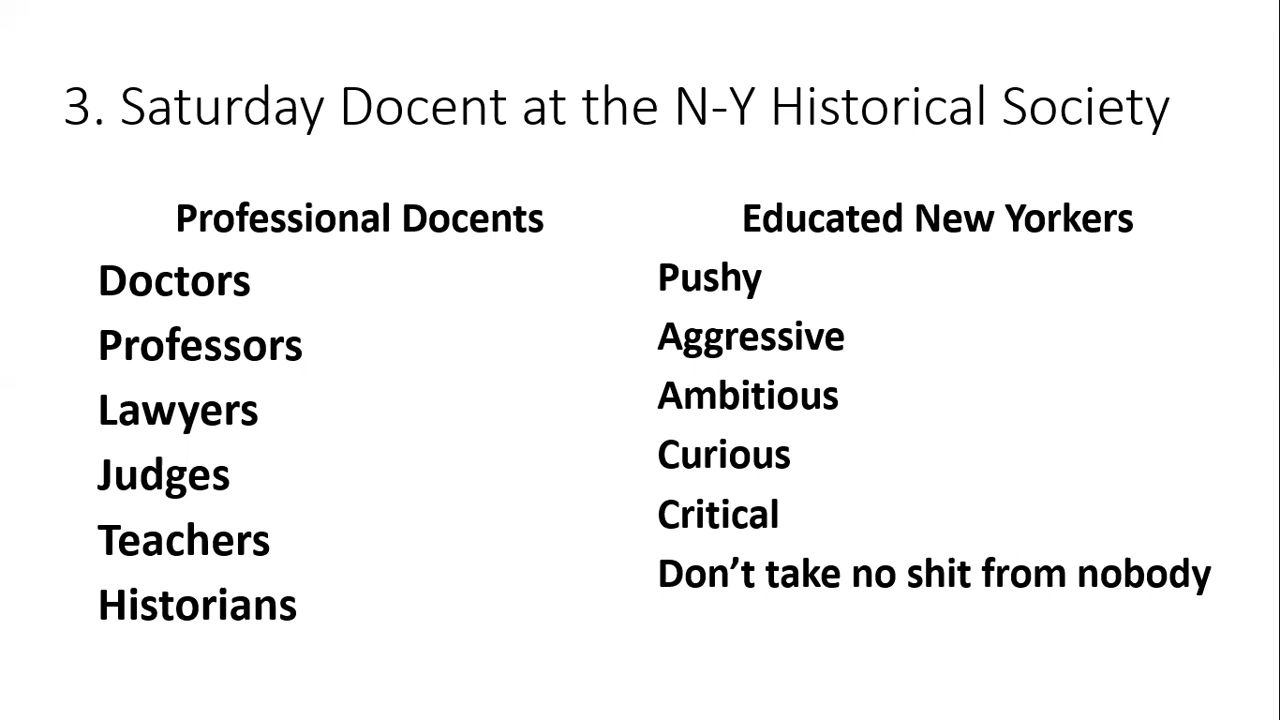 3. Saturday Docent at the N-Y Historical Society
Professional Docents
Doctors
Professors
Lawyers
Judges
Teachers
Historians
Educated New Yorkers
Pushy
Aggressive
Ambitious
Curious
Critical
Don’t take no shit from nobody